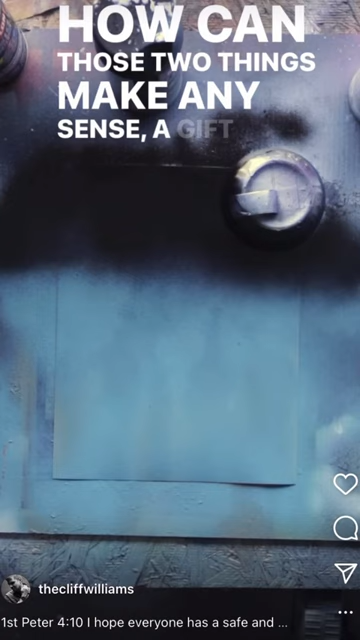 HOW CAN
THOSE TWO THINGS
MAKE ANY
SENSE, A GIFT
thecliffwilliams
1st Peter 4:10 I hope everyone has a safe and ...